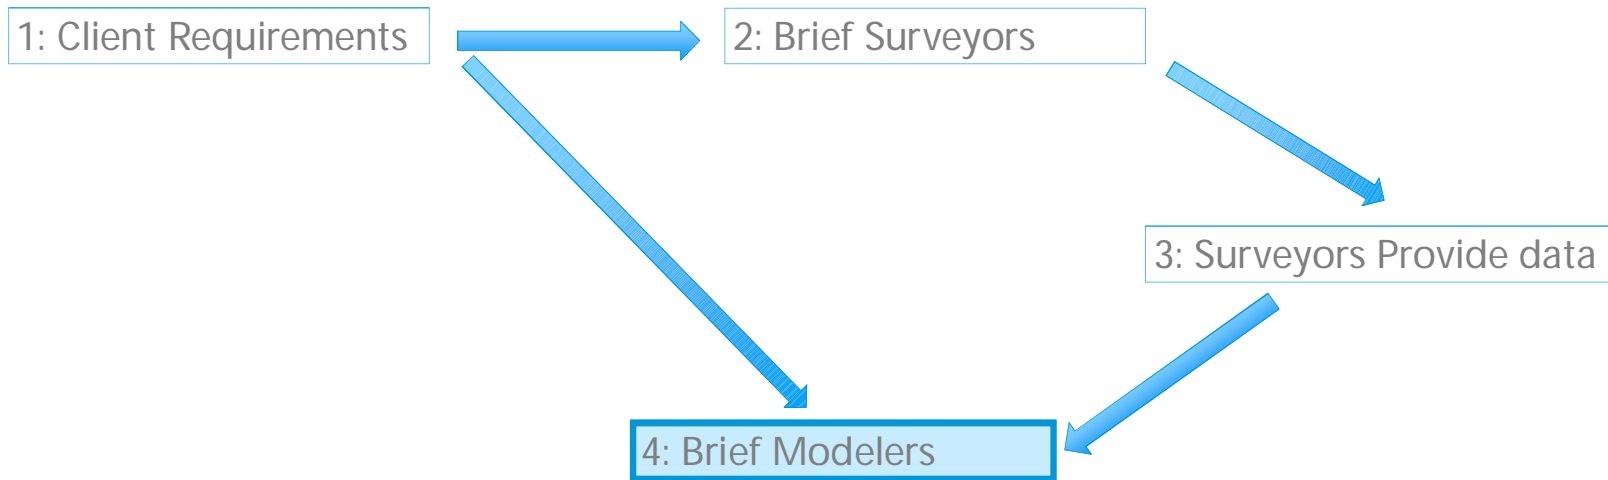 1: Client Requirements
2: Brief Surveyors
3: Surveyors Provide data
4: Brief Modelers